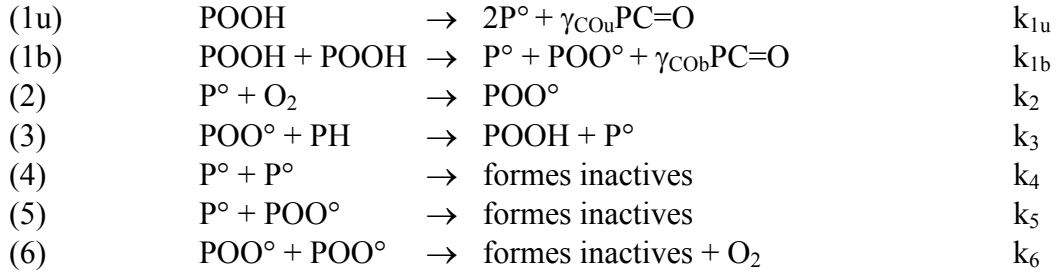 (1u) POOH → 2P° + γCOuPC=O k1u
(1b) POOH + POOH → P° + POO° + γCObPC=O k1b
(2) P° + O2 → POO° k2
(3) POO° + PH → POOH + P° k3
(4) P° + P° → formes inactives k4
(5) P° + POO° → formes inactives k5
(6) POO° + POO° → formes inactives + O2 k6